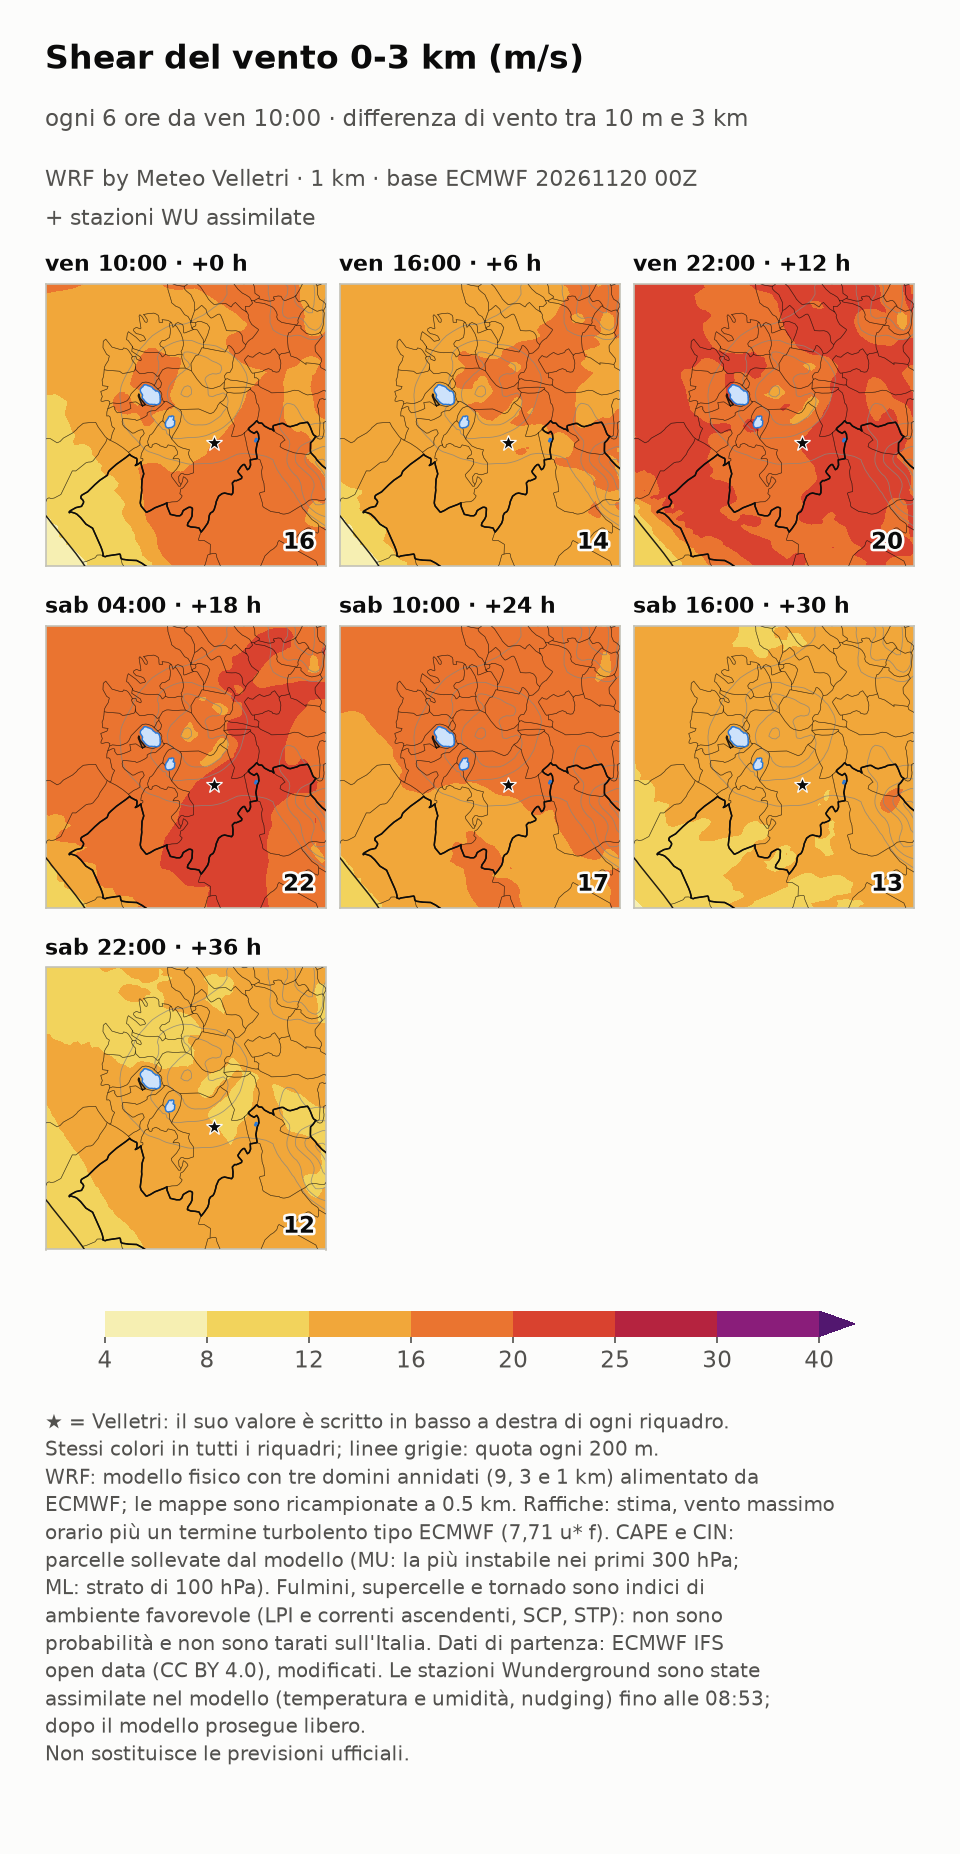 Shear del vento 0-3 km (m/s)
ogni 6 ore da ven 10:00 · differenza di vento tra 10 m e 3 km
WRF by Meteo Velletri · 1 km · base ECMWF 20261120 00Z
+ stazioni WU assimilate
ven 10:00 · +0 h
ven 16:00 · +6 h
ven 22:00 · +12 h
16
14
20
sab 04:00 · +18 h
sab 10:00 · +24 h
sab 16:00 · +30 h
22
17
13
sab 22:00 · +36 h
12
4 8 12 16 20 25 30 40
★ = Velletri: il suo valore è scritto in basso a destra di ogni riquadro.
Stessi colori in tutti i riquadri; linee grigie: quota ogni 200 m.
WRF: modello fisico con tre domini annidati (9, 3 e 1 km) alimentato da
ECMWF; le mappe sono ricampionate a 0.5 km. Raffiche: stima, vento massimo
orario più un termine turbolento tipo ECMWF (7,71 u* f). CAPE e CIN:
parcelle sollevate dal modello (MU: la più instabile nei primi 300 hPa;
ML: strato di 100 hPa). Fulmini, supercelle e tornado sono indici di
ambiente favorevole (LPI e correnti ascendenti, SCP, STP): non sono
probabilità e non sono tarati sull'Italia. Dati di partenza: ECMWF IFS
open data (CC BY 4.0), modificati. Le stazioni Wunderground sono state
assimilate nel modello (temperatura e umidità, nudging) fino alle 08:53;
dopo il modello prosegue libero.
Non sostituisce le previsioni ufficiali.